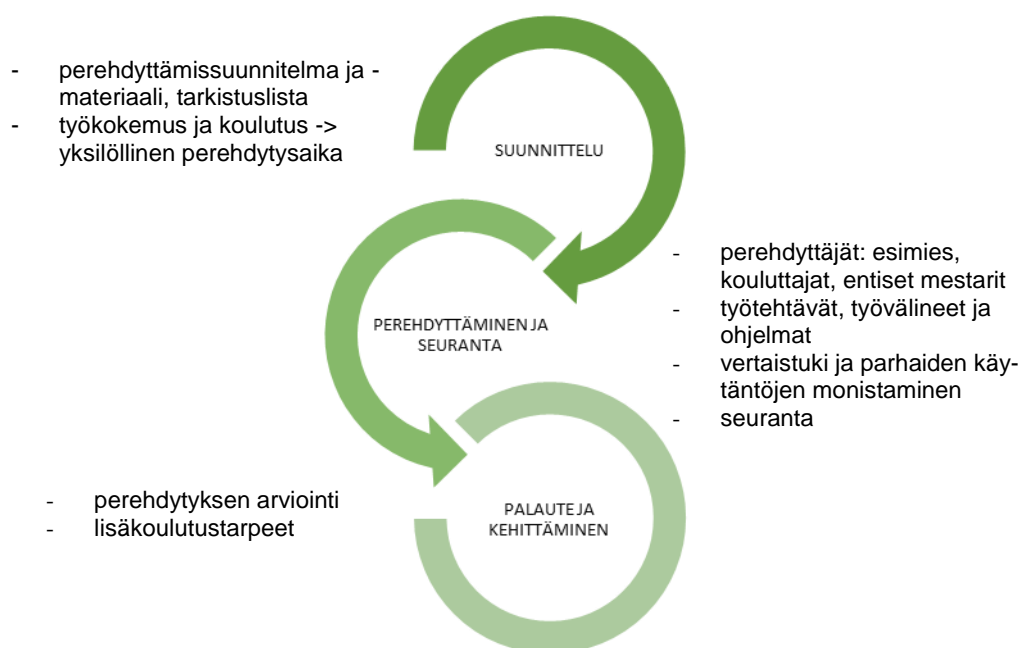 - perehdyttämissuunnitelma ja -
materiaali, tarkistuslista
- työkokemus ja koulutus ->
yksilöllinen perehdytysaika
SUUNNITTELU
- perehdyttäjät: esimies,
kouluttajat, entiset mestarit
- työtehtävät, työvälineet ja
ohjelmat
- vertaistuki ja parhaiden käy-
täntöjen monistaminen
- seuranta
PEREHDYTTÄMINEN JA
SEURANTA
- perehdytyksen arviointi
- lisäkoulutustarpeet
PALAUTE JA
KEHITTÄMINEN